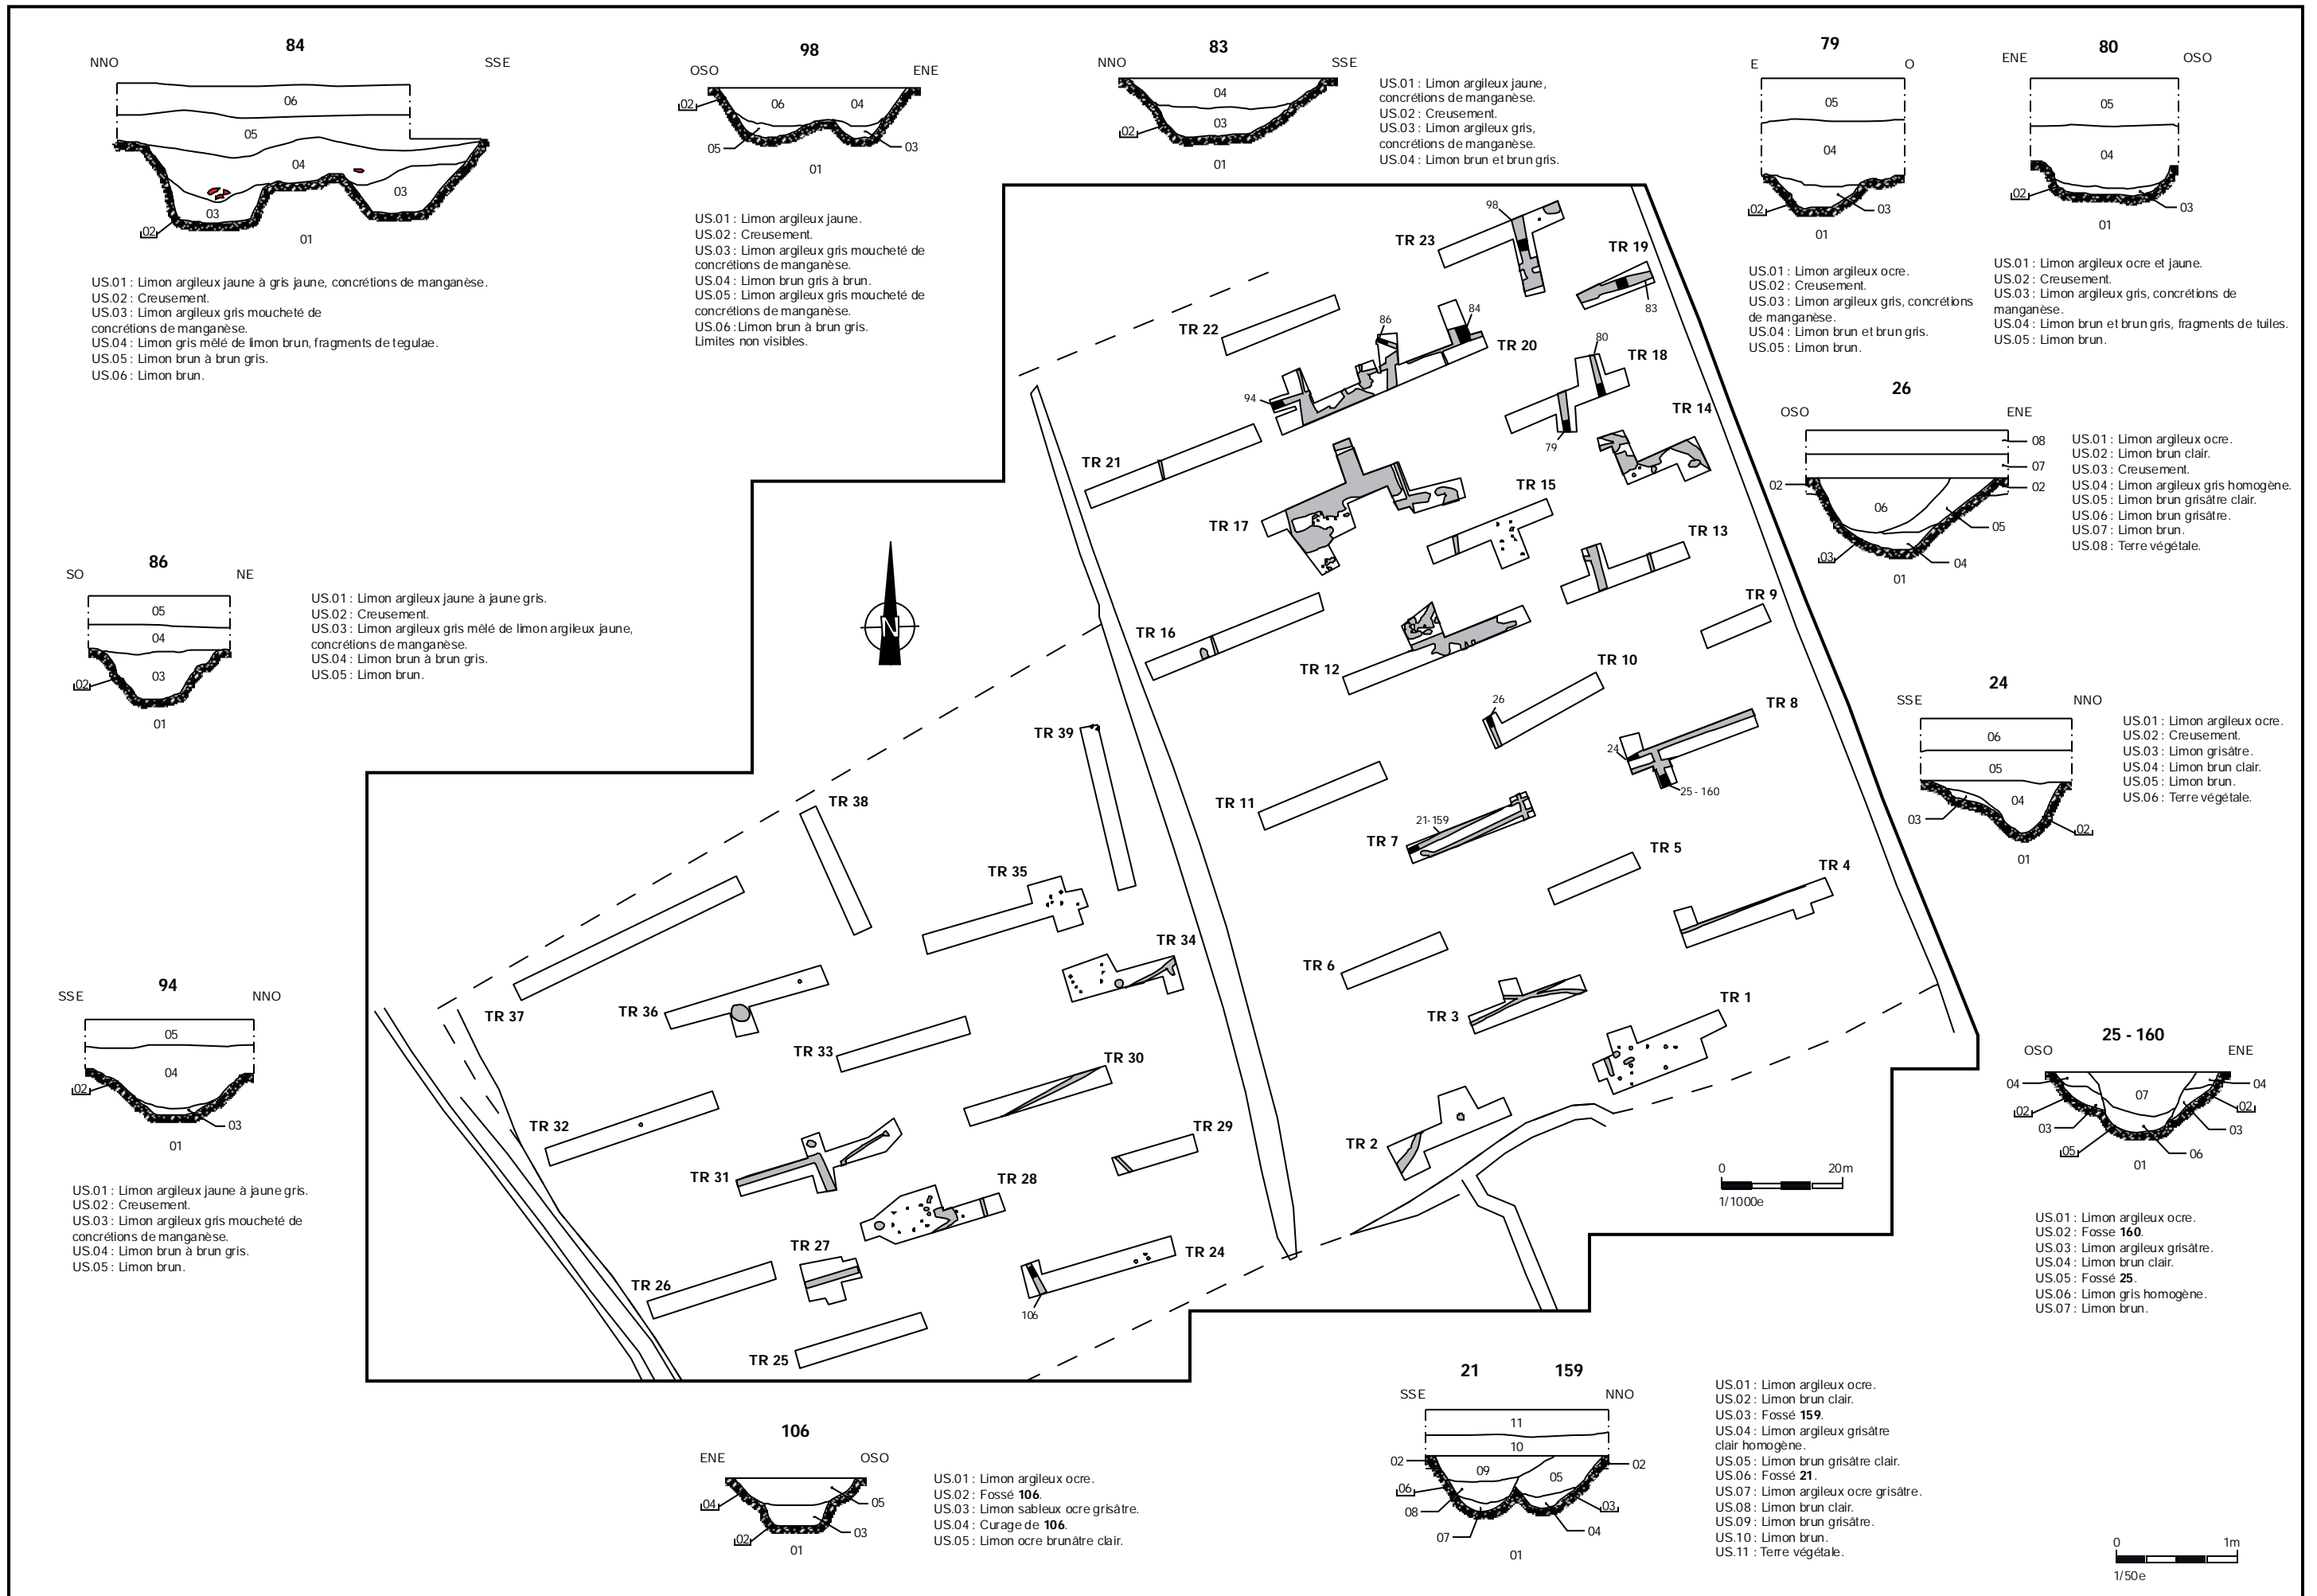 84
NNO
SSE
06
05
04
03
03
02
01
US.01 : Limon argileux jaune à gris jaune, concrétions de manganèse.
US.02 : Creusement.
US.03 : Limon argileux gris moucheté de
concrétions de manganèse.
US.04 : Limon gris mêlé de limon brun, fragments de tegulae.
US.05 : Limon brun à brun gris.
US.06 : Limon brun.
98
OSO
ENE
02
06
04
05
03
01
US.01 : Limon argileux jaune.
US.02 : Creusement.
US.03 : Limon argileux gris moucheté de
concrétions de manganèse.
US.04 : Limon brun gris à brun.
US.05 : Limon argileux gris moucheté de
concrétions de manganèse.
US.06 :Limon brun à brun gris.
Limites non visibles.
83
NNO
SSE
04
03
02
01
US.01 : Limon argileux jaune,
concrétions de manganèse.
US.02 : Creusement.
US.03 : Limon argileux gris,
concrétions de manganèse.
US.04 : Limon brun et brun gris.
79
E
O
05
04
02
03
01
US.01 : Limon argileux ocre.
US.02 : Creusement.
US.03 : Limon argileux gris, concrétions
de manganèse.
US.04 : Limon brun et brun gris.
US.05 : Limon brun.
80
ENE
OSO
05
04
02
03
01
US.01 : Limon argileux ocre et jaune.
US.02 : Creusement.
US.03 : Limon argileux gris, concrétions de
manganèse.
US.04 : Limon brun et brun gris, fragments de tuiles.
US.05 : Limon brun.
26
OSO
ENE
08
07
02
02
06
05
03
04
01
US.01 : Limon argileux ocre.
US.02 : Limon brun clair.
US.03 : Creusement.
US.04 : Limon argileux gris homogène.
US.05 : Limon brun grisâtre clair.
US.06 : Limon brun grisâtre.
US.07 : Limon brun.
US.08 : Terre végétale.
86
SO
NE
05
04
03
02
01
US.01 : Limon argileux jaune à jaune gris.
US.02 : Creusement.
US.03 : Limon argileux gris mêlé de limon argileux jaune,
concrétions de manganèse.
US.04 : Limon brun à brun gris.
US.05 : Limon brun.
N
98
TR 23
TR 19
83
TR 22
86
84
TR 20
80
TR 18
94
79
TR 14
TR 21
TR 15
TR 17
TR 13
TR 9
TR 16
TR 12
TR 10
26
TR 8
24
25 - 160
TR 39
TR 11
TR 38
21-159
TR 7
TR 5
TR 4
TR 35
TR 34
TR 6
TR 37
TR 36
TR 3
TR 1
TR 33
TR 30
TR 32
TR 29
TR 2
TR 31
TR 28
TR 27
TR 24
TR 26
106
TR 25
0
20m
1/1000e
24
SSE
NNO
06
05
04
03
02
01
US.01 : Limon argileux ocre.
US.02 : Creusement.
US.03 : Limon grisâtre.
US.04 : Limon brun clair.
US.05 : Limon brun.
US.06 : Terre végétale.
94
SSE
NNO
05
04
02
03
01
US.01 : Limon argileux jaune à jaune gris.
US.02 : Creusement.
US.03 : Limon argileux gris moucheté de
concrétions de manganèse.
US.04 : Limon brun à brun gris.
US.05 : Limon brun.
25 - 160
OSO
ENE
04
04
07
02
02
03
03
05
06
01
US.01 : Limon argileux ocre.
US.02 : Fosse 160.
US.03 : Limon argileux grisâtre.
US.04 : Limon brun clair.
US.05 : Fossé 25.
US.06 : Limon gris homogène.
US.07 : Limon brun.
106
ENE
OSO
04
05
02
03
01
US.01 : Limon argileux ocre.
US.02 : Fossé 106.
US.03 : Limon sableux ocre grisâtre.
US.04 : Curage de 106.
US.05 : Limon ocre brunâtre clair.
21
159
SSE
NNO
11
10
02
02
09
05
06
08
03
07
04
01
US.01 : Limon argileux ocre.
US.02 : Limon brun clair.
US.03 : Fossé 159.
US.04 : Limon argileux grisâtre
clair homogène.
US.05 : Limon brun grisâtre clair.
US.06 : Fossé 21.
US.07 : Limon argileux ocre grisâtre.
US.08 : Limon brun clair.
US.09 : Limon brun grisâtre.
US.10 : Limon brun.
US.11 : Terre végétale.
0
1m
1/50e